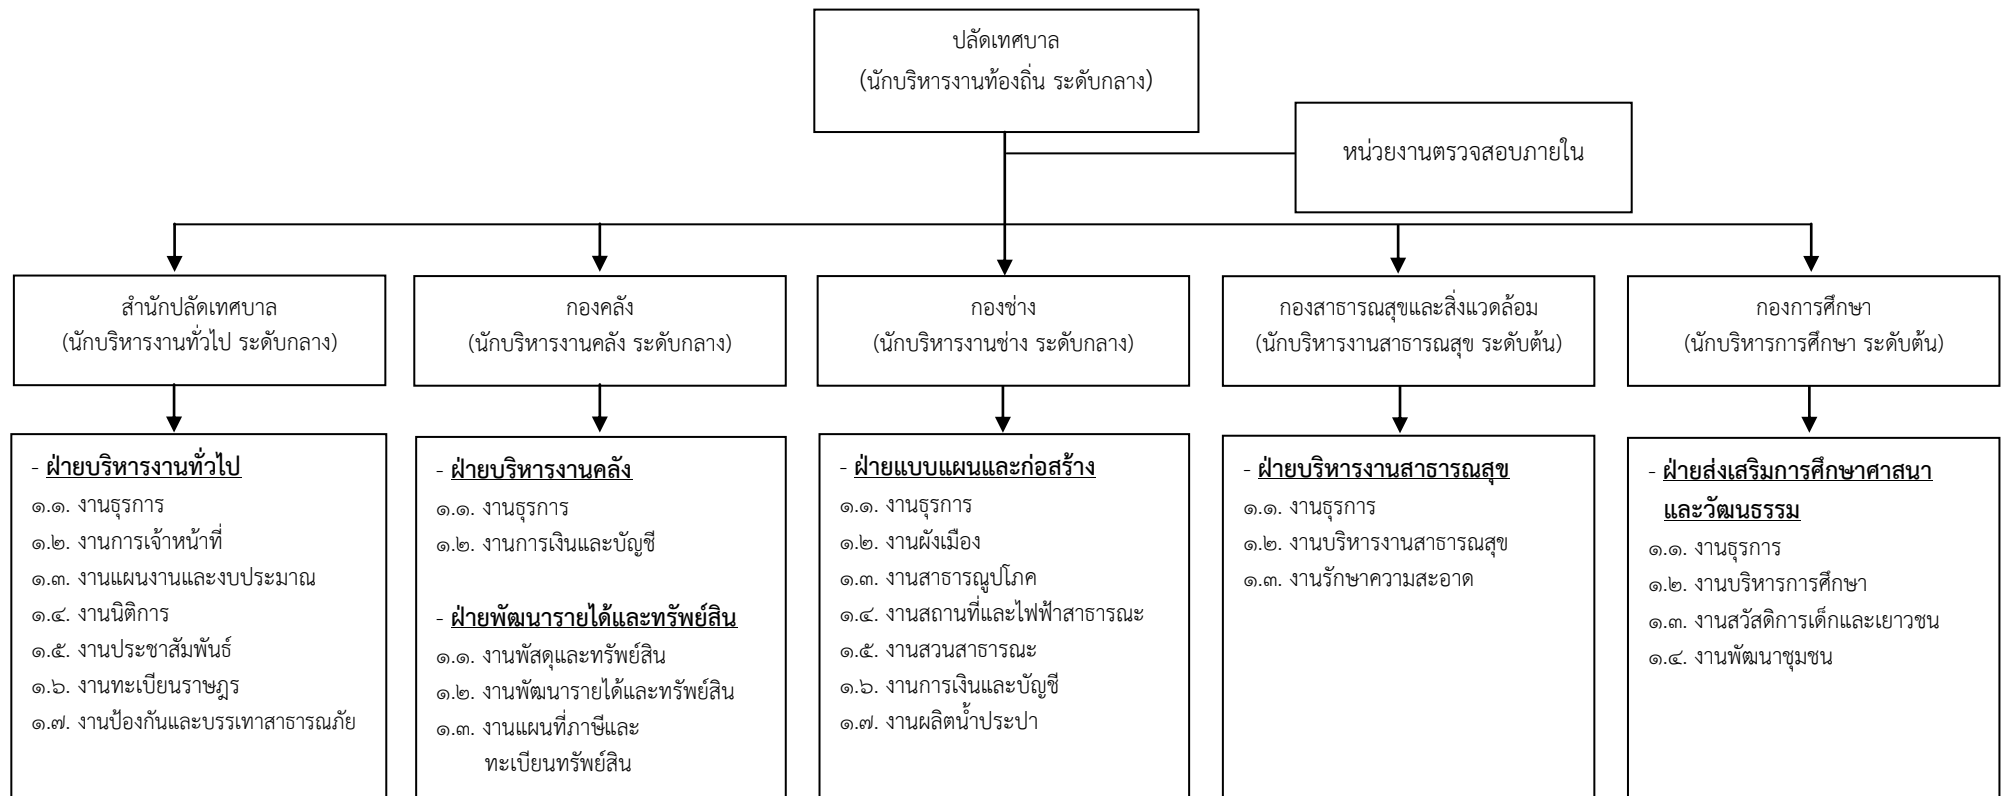 ปลัดเทศบาล
(นักบริหารงานท้องถิ่น ระดับกลาง)
หน่วยงานตรวจสอบภายใน
สำนักปลัดเทศบาล
(นักบริหารงานทั่วไป ระดับกลาง)
กองคลัง
(นักบริหารงานคลัง ระดับกลาง)
กองช่าง
(นักบริหารงานช่าง ระดับกลาง)
กองสาธารณสุขและสิ่งแวดล้อม
(นักบริหารงานสาธารณสุข ระดับต้น)
กองการศึกษา
(นักบริหารการศึกษา ระดับต้น)
- ฝ่ายบริหารงานทั่วไป
๑.๑. งานธุรการ
๑.๒. งานการเจ้าหน้าที่
๑.๓. งานแผนงานและงบประมาณ
๑.๔. งานนิติการ
๑.๕. งานประชาสัมพันธ์
๑.๖. งานทะเบียนราษฎร
๑.๗. งานป้องกันและบรรเทาสาธารณภัย
- ฝ่ายบริหารงานคลัง
๑.๑. งานธุรการ
๑.๒. งานการเงินและบัญชี
- ฝ่ายพัฒนารายได้และทรัพย์สิน
๑.๑. งานพัสดุและทรัพย์สิน
๑.๒. งานพัฒนารายได้และทรัพย์สิน
๑.๓. งานแผนที่ภาษีและ
ทะเบียนทรัพย์สิน
- ฝ่ายแบบแผนและก่อสร้าง
๑.๑. งานธุรการ
๑.๒. งานผังเมือง
๑.๓. งานสาธารณูปโภค
๑.๔. งานสถานที่และไฟฟ้าสาธารณะ
๑.๕. งานสวนสาธารณะ
๑.๖. งานการเงินและบัญชี
๑.๗. งานผลิตน้ำประปา
- ฝ่ายบริหารงานสาธารณสุข
๑.๑. งานธุรการ
๑.๒. งานบริหารงานสาธารณสุข
๑.๓. งานรักษาความสะอาด
- ฝ่ายส่งเสริมการศึกษาศาสนา
และวัฒนธรรม
๑.๑. งานธุรการ
๑.๒. งานบริหารการศึกษา
๑.๓. งานสวัสดิการเด็กและเยาวชน
๑.๔. งานพัฒนาชุมชน